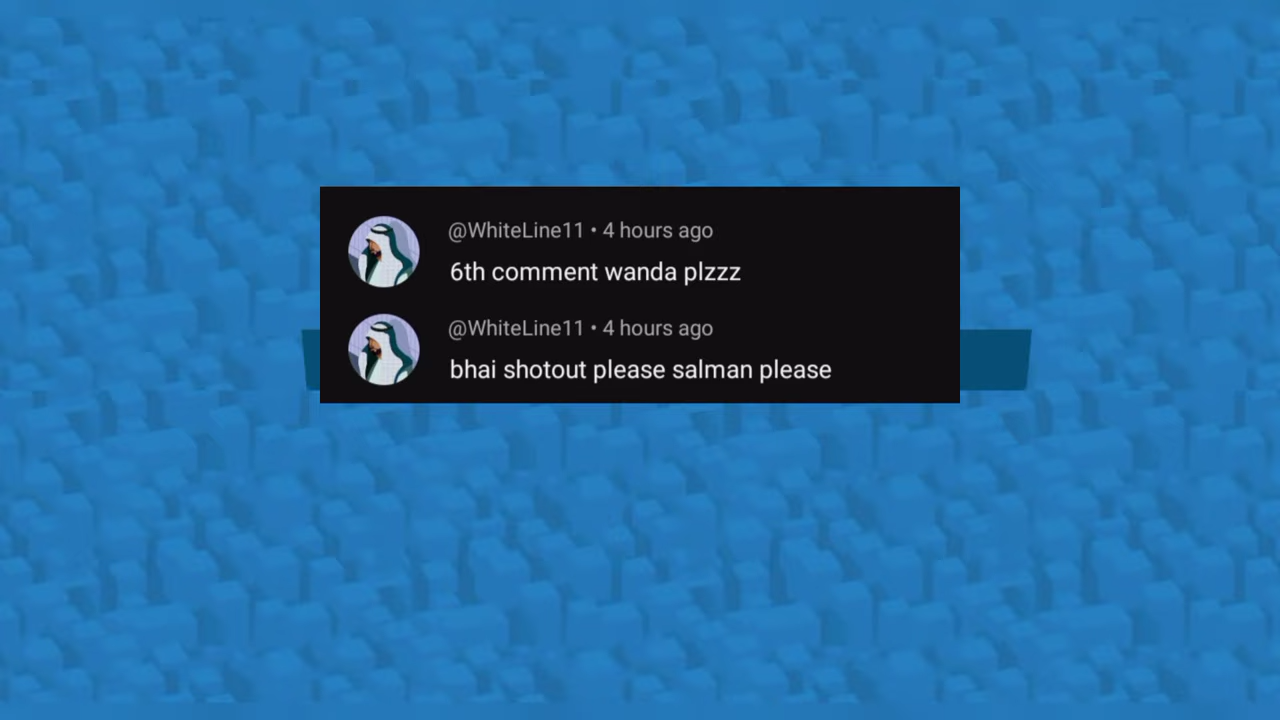 @WhiteLine11 • 4 hours ago
6th comment wanda plzzz
@WhiteLine11 • 4 hours ago
bhai shotout please salman please